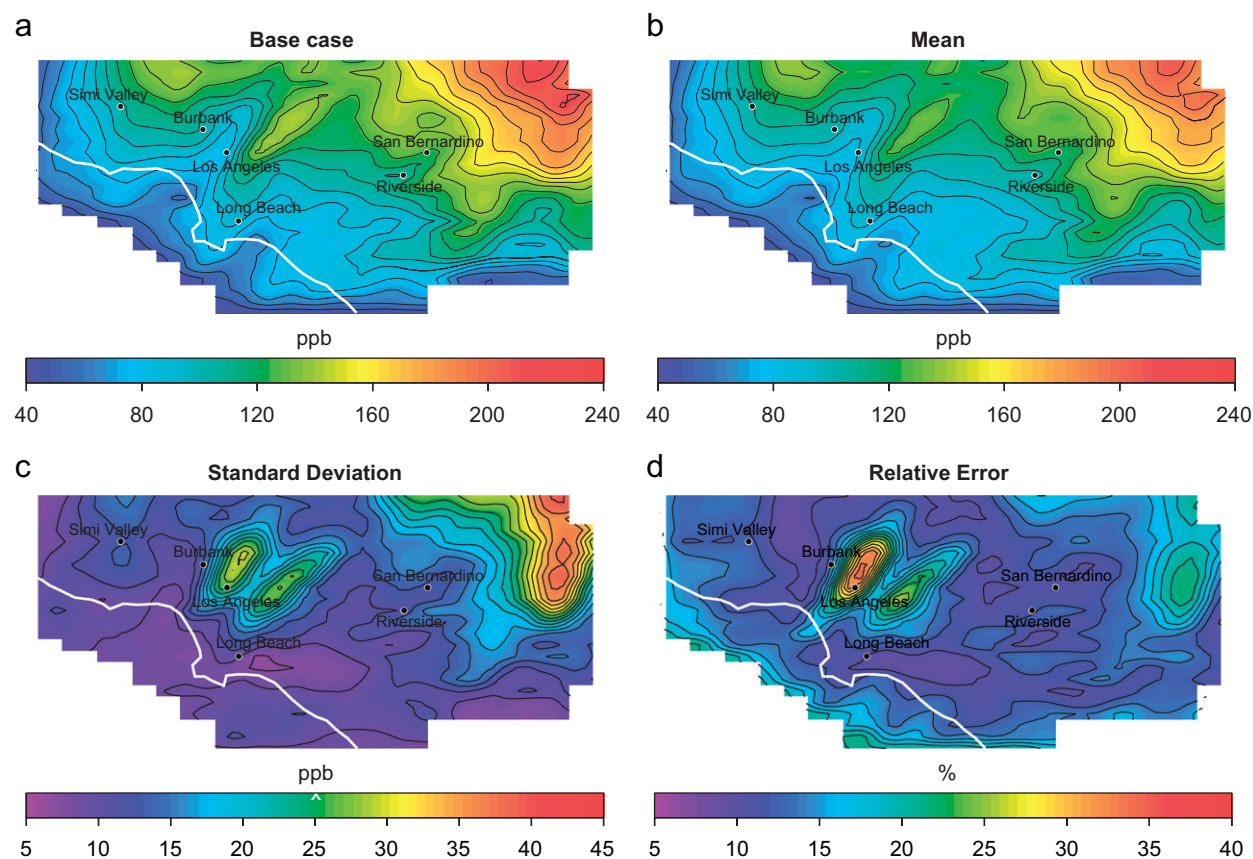 a
Base case
Simi Valley
Burbank
San Bernardino
Los Angeles
Riverside
Long Beach
ppb
40 80 120 160 200 240
b
Mean
Simi Valley
Burbank
San Bernardino
Los Angeles
Riverside
Long Beach
ppb
40 80 120 160 200 240
c
Standard Deviation
Simi Valley
Burbank
San Bernardino
Los Angeles
Riverside
Long Beach
ppb
^
5 10 15 20 25 30 35 40 45
d
Relative Error
Simi Valley
Burbank
San Bernardino
Los Angeles
Riverside
Long Beach
%
5 10 15 20 25 30 35 40